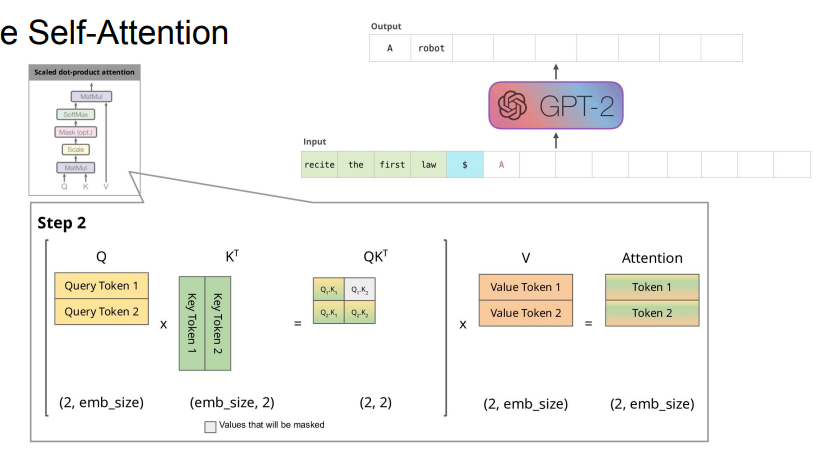 e Self-Attention
Output
A robot
GPT-2
Input
recite the first law $ A
Scaled dot-product attention
MatMul
SoftMax
Mask (opt.)
Scale
MatMul
Q K V
Step 2
Q
Query Token 1
Query Token 2
x
Kᵀ
Key Token 1
Key Token 2
=
QKᵀ
Q₁.K₁ Q₁.K₂
Q₂.K₁ Q₂.K₂
x
V
Value Token 1
Value Token 2
=
Attention
Token 1
Token 2
(2, emb_size) (emb_size, 2) (2, 2) (2, emb_size) (2, emb_size)
Values that will be masked